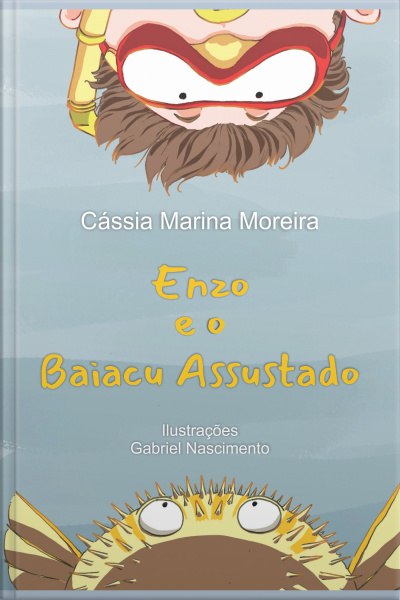 Cássia Marina Moreira
Enzo
e o
Baiacu Assustado
Ilustrações
Gabriel Nascimento